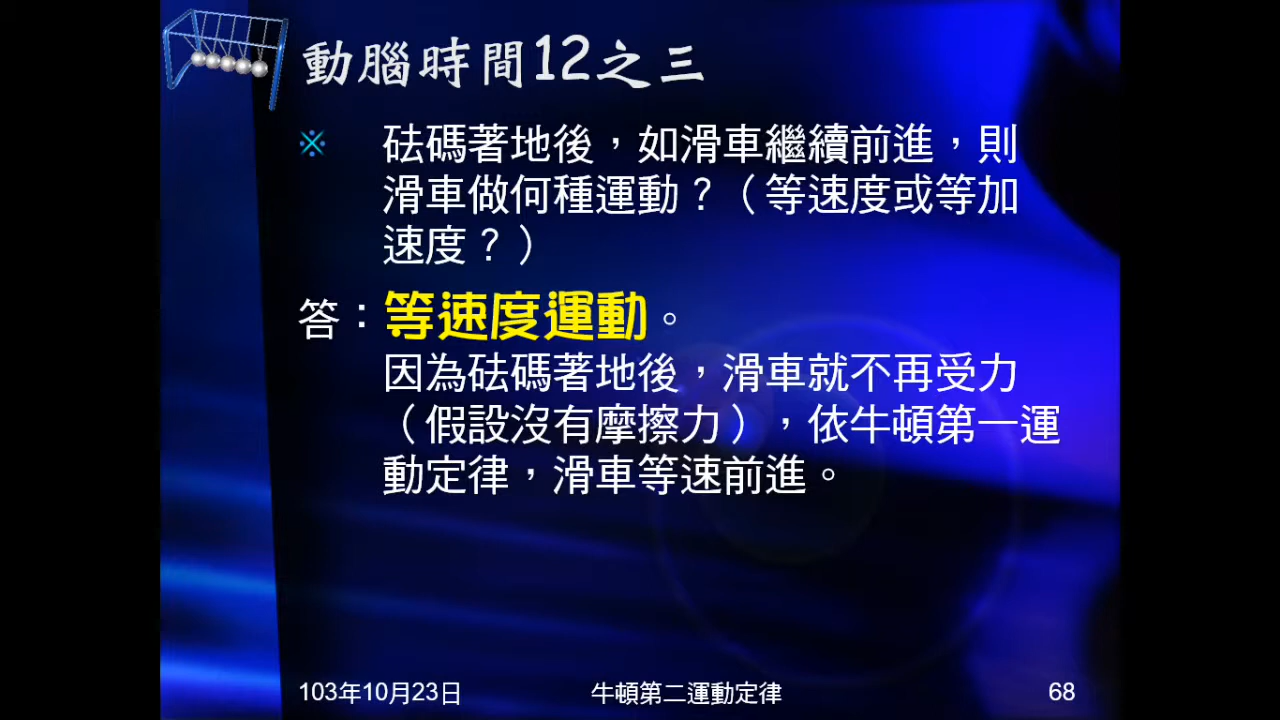 動腦時間12之三
※ 砝碼著地後，如滑車繼續前進，則
滑車做何種運動？（等速度或等加
速度？）
答：等速度運動。
因為砝碼著地後，滑車就不再受力
（假設沒有摩擦力），依牛頓第一運
動定律，滑車等速前進。
103年10月23日 牛頓第二運動定律 68